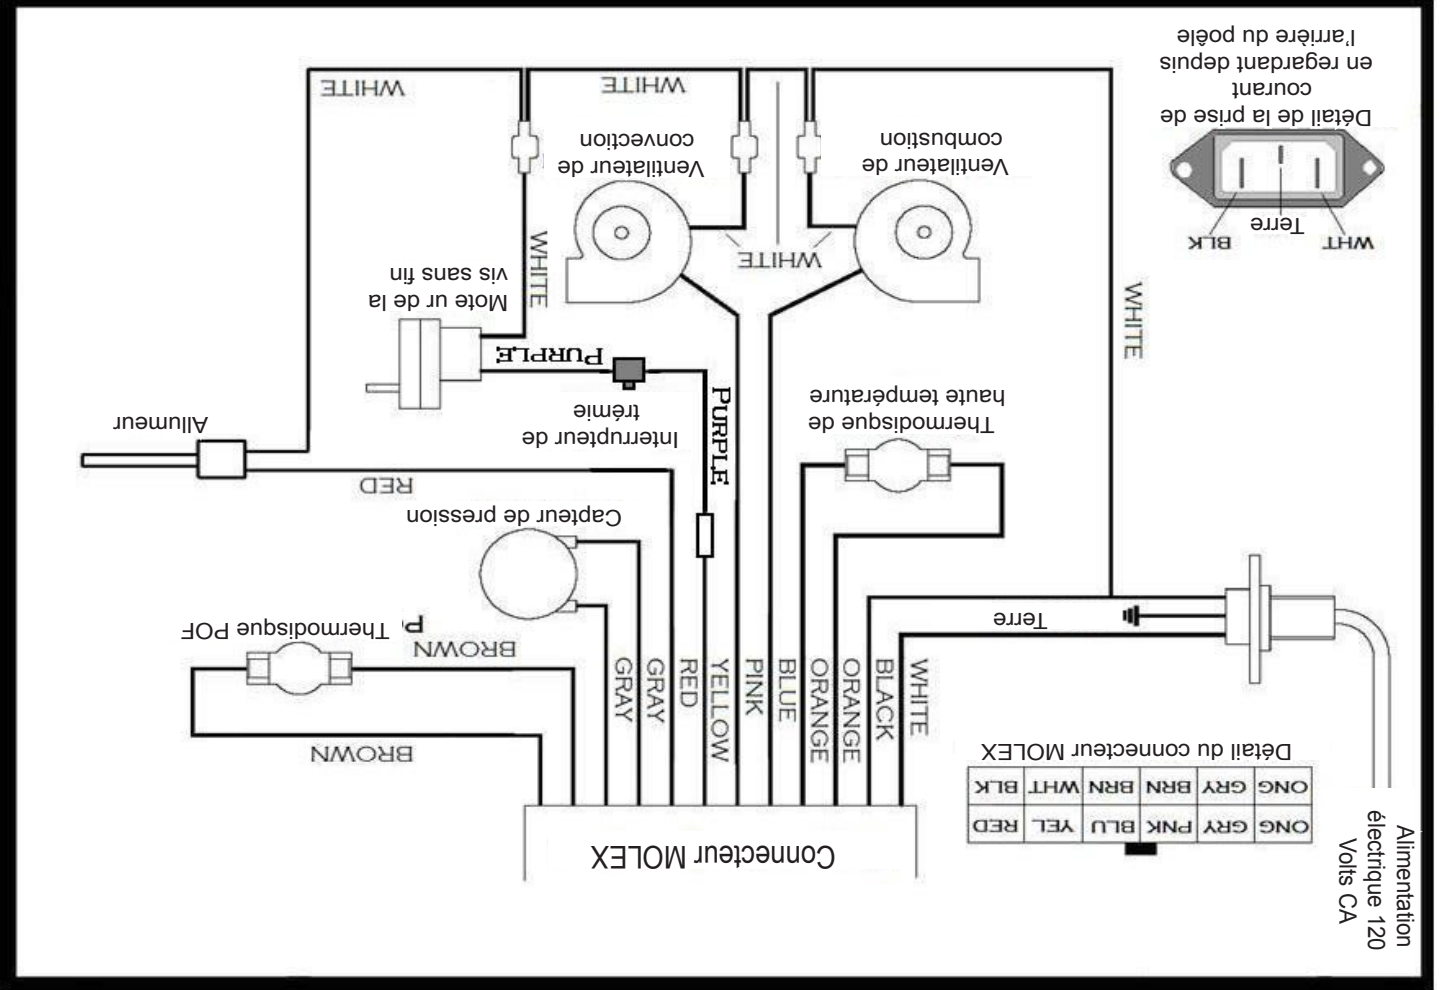 Alimentation
électrique 120
Volts CA
Connecteur MOLEX
ONG GRY PNK BLU YEL RED
ONG GRY BRN BRN WHT BLK
Détail du connecteur MOLEX
WHITE
BLACK
ORANGE
ORANGE
BLUE
PINK
YELLOW
RED
GRAY
GRAY
BROWN
BROWN
Terre
Thermodisque POF
Capteur de pression
RED
Allumeur
Thermodisque de
haute température
Interrupteur de
trémie
PURPLE
PURPLE
Mote ur de la
vis sans fin
WHITE
WHITE
WHITE
Ventilateur de
combustion
Ventilateur de
convection
WHITE
WHITE
WHT
Terre
BLK
Détail de la prise de
courant
en regardant depuis
l'arrière du poêle